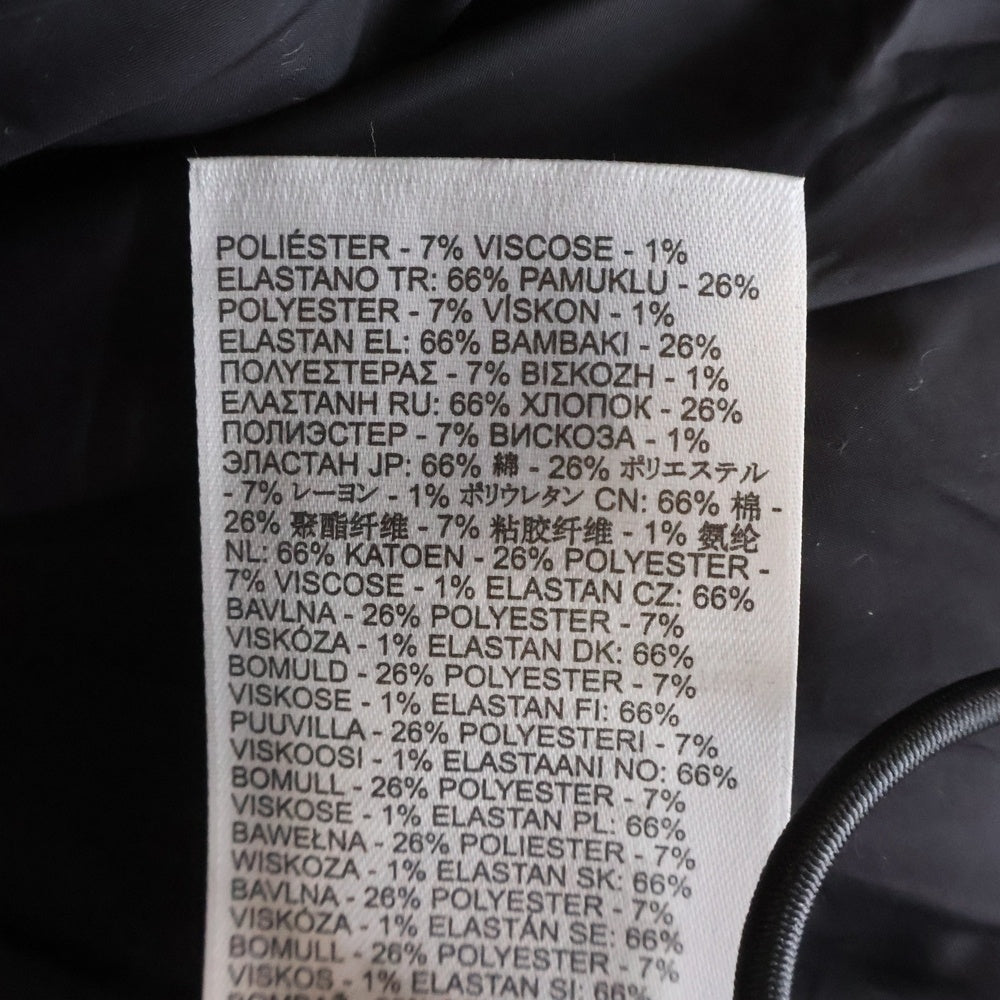 POLIÉSTER - 7% VISCOSE - 1%
ELASTANO TR: 66% PAMUKLU - 26%
POLYESTER - 7% VİSKON - 1%
ELASTAN EL: 66% BAMBAKI - 26%
ΠΟΛΥΕΣΤΕΡΑΣ - 7% ΒΙΣΚΟΖΗ - 1%
ΕΛΑΣΤΑΝΗ RU: 66% ХЛОПОК - 26%
ПОЛИЭСТЕР - 7% ВИСКОЗА - 1%
ЭЛАСТАН JP: 66% 綿 - 26% ポリエステル
- 7% レーヨン - 1% ポリウレタン CN: 66% 棉 -
26% 聚酯纤维 - 7% 粘胶纤维 - 1% 氨纶
NL: 66% KATOEN - 26% POLYESTER -
7% VISCOSE - 1% ELASTAN CZ: 66%
BAVLNA - 26% POLYESTER - 7%
VISKÓZA - 1% ELASTAN DK: 66%
BOMULD - 26% POLYESTER - 7%
VISKOSE - 1% ELASTAN FI: 66%
PUUVILLA - 26% POLYESTERI - 7%
VISKOOSI - 1% ELASTAANI NO: 66%
BOMULL - 26% POLYESTER - 7%
VISKOSE - 1% ELASTAN PL: 66%
BAWEŁNA - 26% POLIESTER - 7%
WISKOZA - 1% ELASTAN SK: 66%
BAVLNA - 26% POLYESTER - 7%
VISKÓZA - 1% ELASTÁN SE: 66%
BOMULL - 26% POLYESTER - 7%
VISKOS - 1% ELASTAN SI: 66%